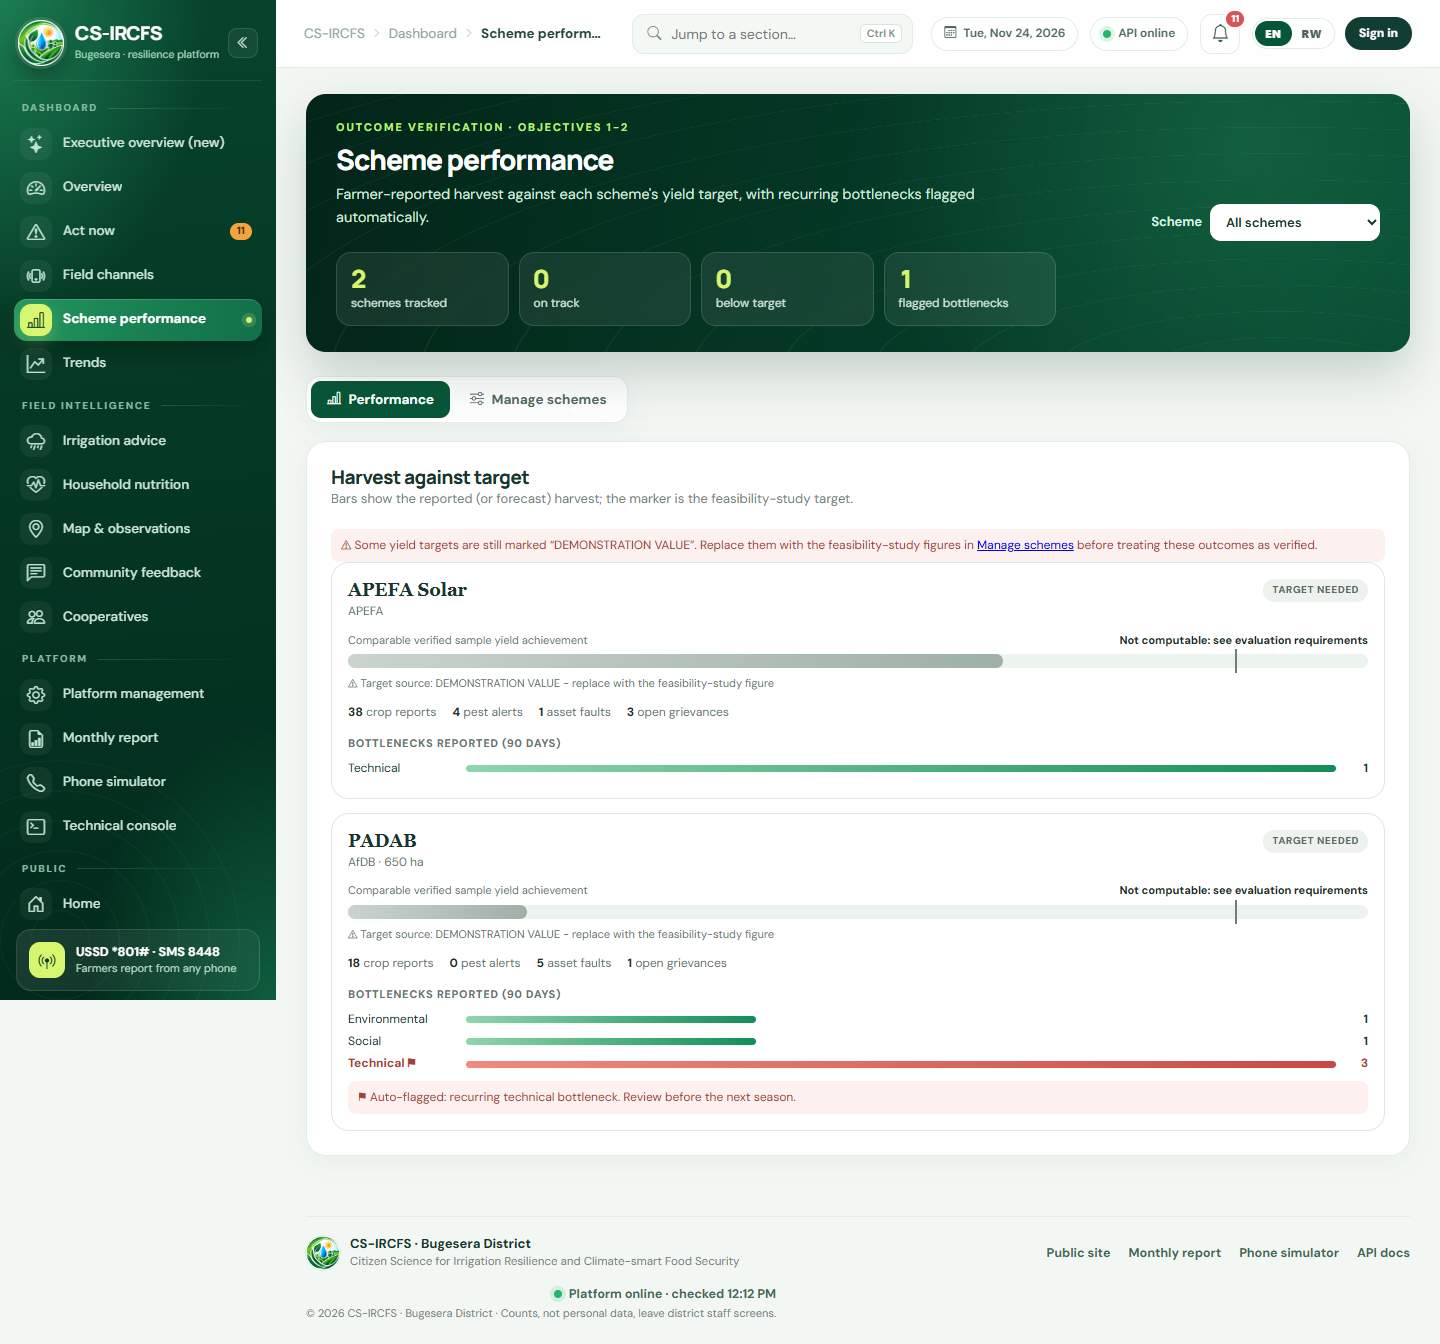 CS-IRCFS
Bugesera · resilience platform
DASHBOARD
Executive overview (new)
Overview
Act now
11
Field channels
Scheme performance
Trends
FIELD INTELLIGENCE
Irrigation advice
Household nutrition
Map & observations
Community feedback
Cooperatives
PLATFORM
Platform management
Monthly report
Phone simulator
Technical console
PUBLIC
Home
USSD *801# · SMS 8448
Farmers report from any phone
CS-IRCFS > Dashboard > Scheme perform...
Jump to a section...
Ctrl K
Tue, Nov 24, 2026
API online
11
EN
RW
Sign in
OUTCOME VERIFICATION · OBJECTIVES 1–2
Scheme performance
Farmer-reported harvest against each scheme's yield target, with recurring bottlenecks flagged
automatically.
Scheme
All schemes
2
schemes tracked
0
on track
0
below target
1
flagged bottlenecks
Performance
Manage schemes
Harvest against target
Bars show the reported (or forecast) harvest; the marker is the feasibility-study target.
⚠ Some yield targets are still marked “DEMONSTRATION VALUE”. Replace them with the feasibility-study figures in Manage schemes before treating these outcomes as verified.
APEFA Solar
TARGET NEEDED
APEFA
Comparable verified sample yield achievement
Not computable: see evaluation requirements
⚠ Target source: DEMONSTRATION VALUE – replace with the feasibility-study figure
38 crop reports 4 pest alerts 1 asset faults 3 open grievances
BOTTLENECKS REPORTED (90 DAYS)
Technical 1
PADAB
TARGET NEEDED
AfDB · 650 ha
Comparable verified sample yield achievement
Not computable: see evaluation requirements
⚠ Target source: DEMONSTRATION VALUE – replace with the feasibility-study figure
18 crop reports 0 pest alerts 5 asset faults 1 open grievances
BOTTLENECKS REPORTED (90 DAYS)
Environmental 1
Social 1
Technical ⚑ 3
⚑ Auto-flagged: recurring technical bottleneck. Review before the next season.
CS-IRCFS · Bugesera District
Citizen Science for Irrigation Resilience and Climate-smart Food Security
Public site
Monthly report
Phone simulator
API docs
Platform online · checked 12:12 PM
© 2026 CS-IRCFS · Bugesera District · Counts, not personal data, leave district staff screens.